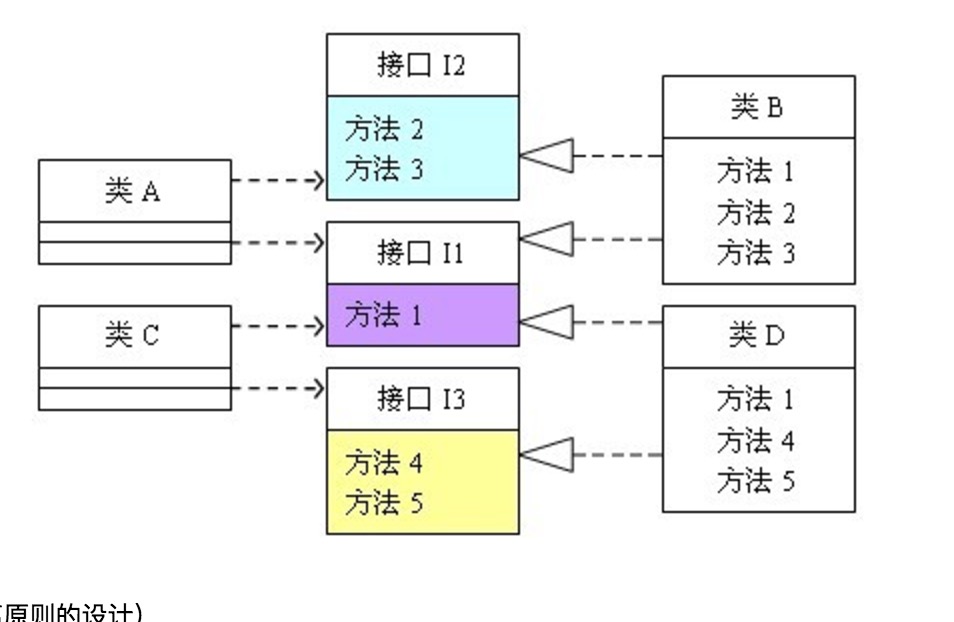 接口 I2
方法 2
方法 3
类 A
接口 I1
方法 1
类 C
接口 I3
方法 4
方法 5
类 B
方法 1
方法 2
方法 3
类 D
方法 1
方法 4
方法 5
原则的设计）